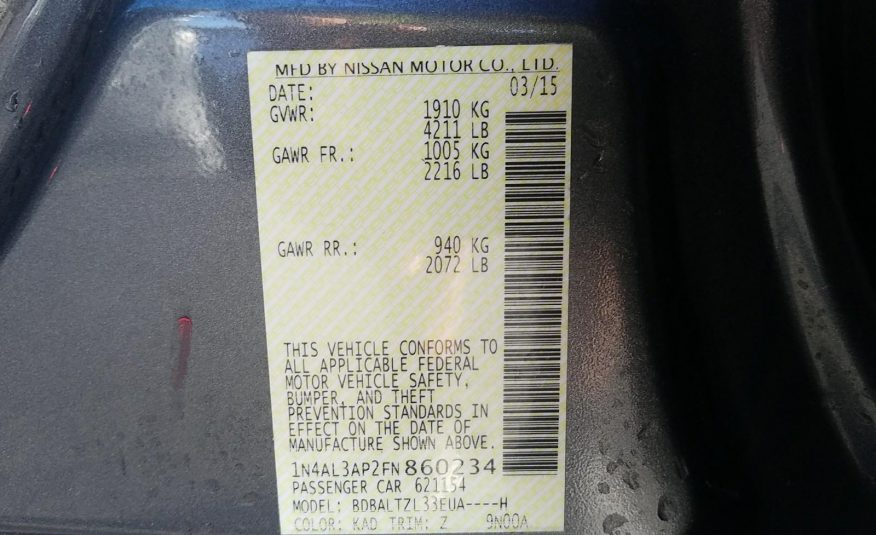 MFD BY NISSAN MOTOR CO., LTD.
DATE: 03/15
GVWR: 1910 KG
4211 LB
GAWR FR.: 1005 KG
2216 LB
GAWR RR.: 940 KG
2072 LB
THIS VEHICLE CONFORMS TO
ALL APPLICABLE FEDERAL
MOTOR VEHICLE SAFETY,
BUMPER, AND THEFT
PREVENTION STANDARDS IN
EFFECT ON THE DATE OF
MANUFACTURE SHOWN ABOVE.
1N4AL3AP2FN860234
PASSENGER CAR 621154
MODEL: BDBALTZL33EUA----H
COLOR: KAD TRIM: Z 9N00A